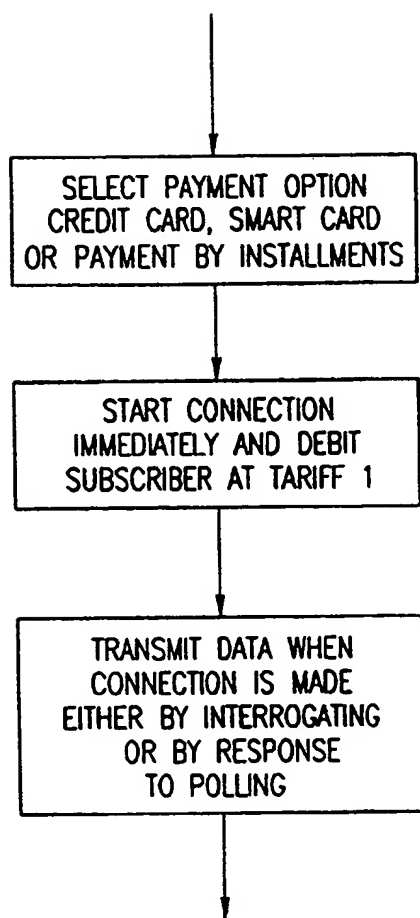 SELECT PAYMENT OPTION
CREDIT CARD, SMART CARD
OR PAYMENT BY INSTALLMENTS
START CONNECTION
IMMEDIATELY AND DEBIT
SUBSCRIBER AT TARIFF 1
TRANSMIT DATA WHEN
CONNECTION IS MADE
EITHER BY INTERROGATING
OR BY RESPONSE
TO POLLING